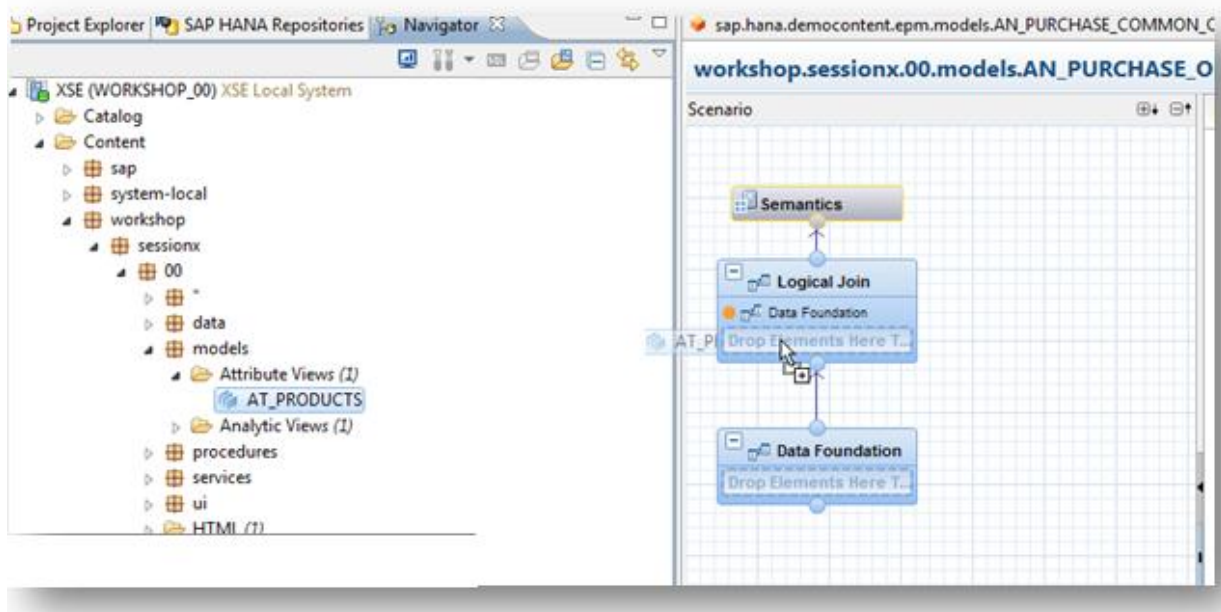 Project Explorer SAP HANA Repositories Navigator
XSE (WORKSHOP_00) XSE Local System
Catalog
Content
sap
system-local
workshop
sessionx
00
data
models
Attribute Views (1)
AT_PRODUCTS
Analytic Views (1)
procedures
services
ui
HTML (1)
sap.hana.democontent.epm.models.AN_PURCHASE_COMMON_C
workshop.sessionx.00.models.AN_PURCHASE_O
Scenario
Semantics
Logical Join
Data Foundation
AT_P Drop Elements Here T...
Data Foundation
Drop Elements Here T...